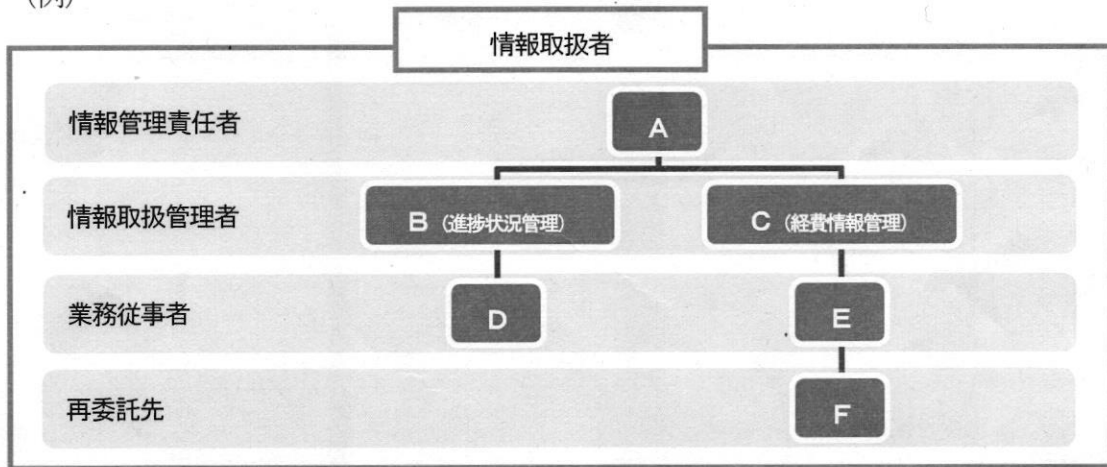 （例）
情報取扱者
情報管理責任者
A
情報取扱管理者
B（進捗状況管理）
C（経費情報管理）
業務従事者
D
E
再委託先
F